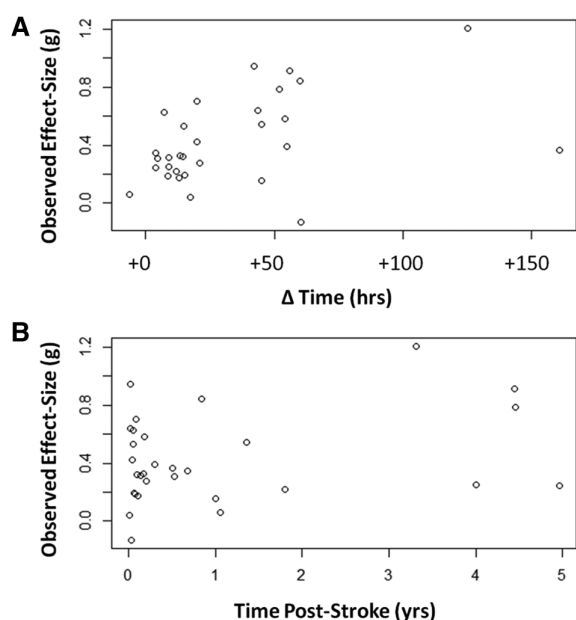 A
Observed Effect-Size (g)
1.2
0.8
0.4
0.0
+0 +50 +100 +150
Δ Time (hrs)
B
Observed Effect-Size (g)
1.2
0.8
0.4
0.0
0 1 2 3 4 5
Time Post-Stroke (yrs)